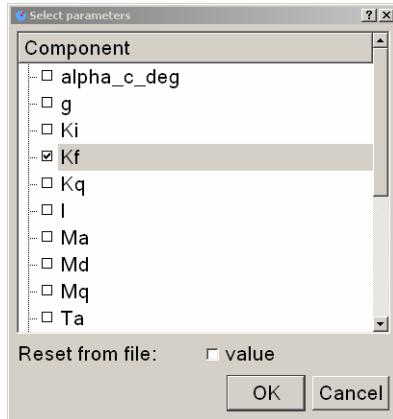 Select parameters
Component
alpha_c_deg
g
Ki
Kf
Kq
l
Ma
Md
Mq
Ta
Reset from file: value
OK Cancel